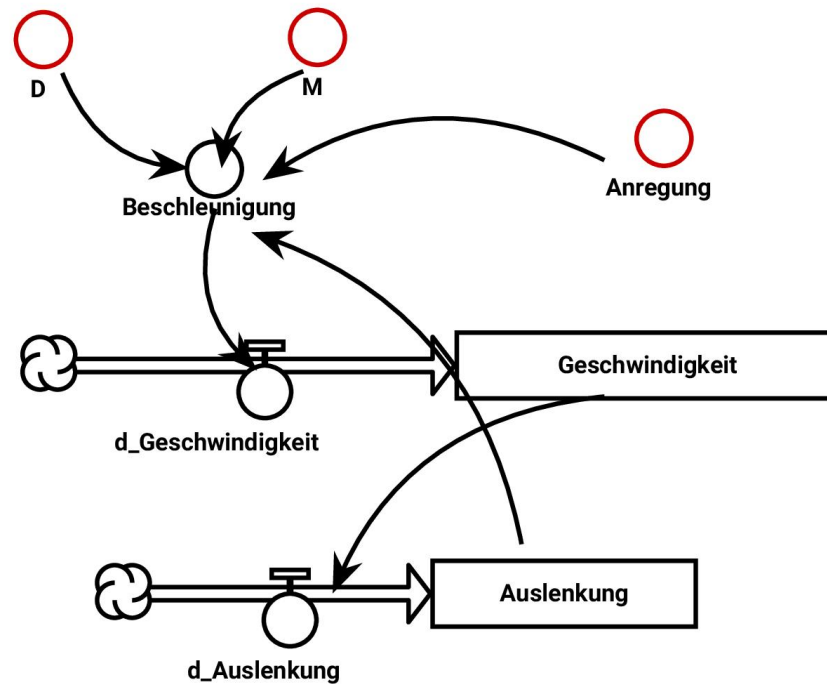 D
M
Anregung
Beschleunigung
Geschwindigkeit
d_Geschwindigkeit
Auslenkung
d_Auslenkung